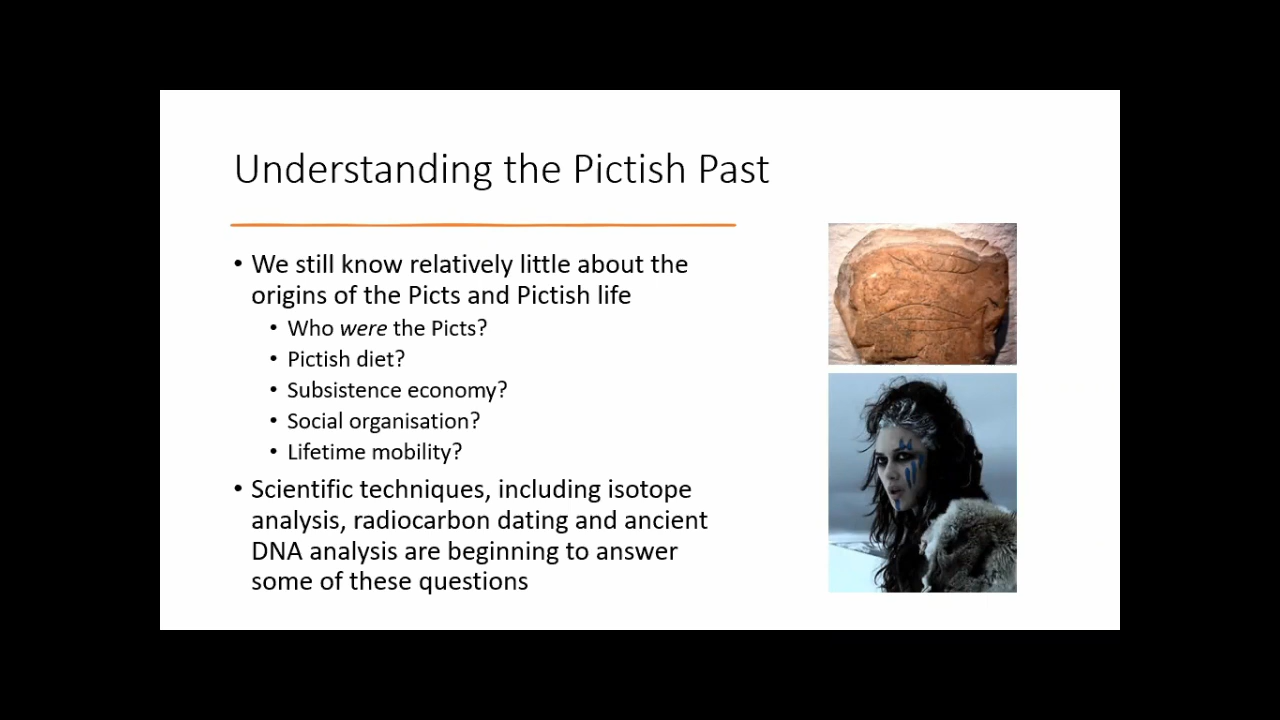 Understanding the Pictish Past
• We still know relatively little about the
origins of the Picts and Pictish life
• Who were the Picts?
• Pictish diet?
• Subsistence economy?
• Social organisation?
• Lifetime mobility?
• Scientific techniques, including isotope
analysis, radiocarbon dating and ancient
DNA analysis are beginning to answer
some of these questions